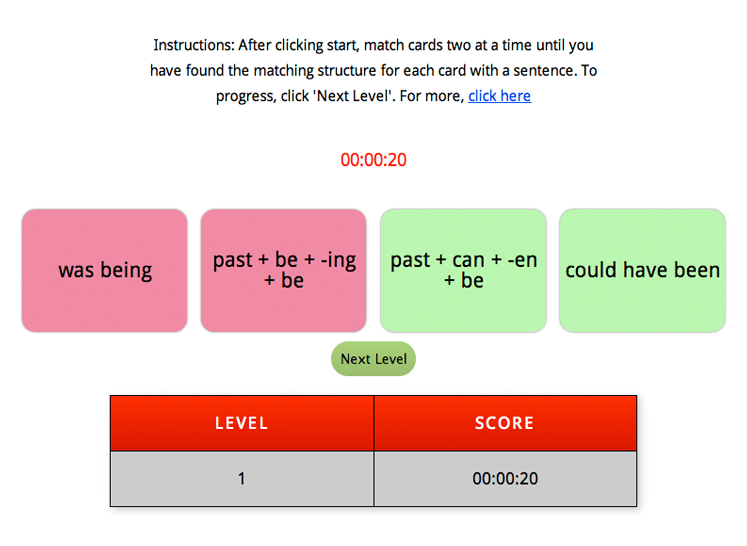 Instructions: After clicking start, match cards two at a time until you
have found the matching structure for each card with a sentence. To
progress, click 'Next Level'. For more, click here
00:00:20
was being
past + be + -ing
+ be
past + can + -en
+ be
could have been
Next Level
LEVEL SCORE
1 00:00:20